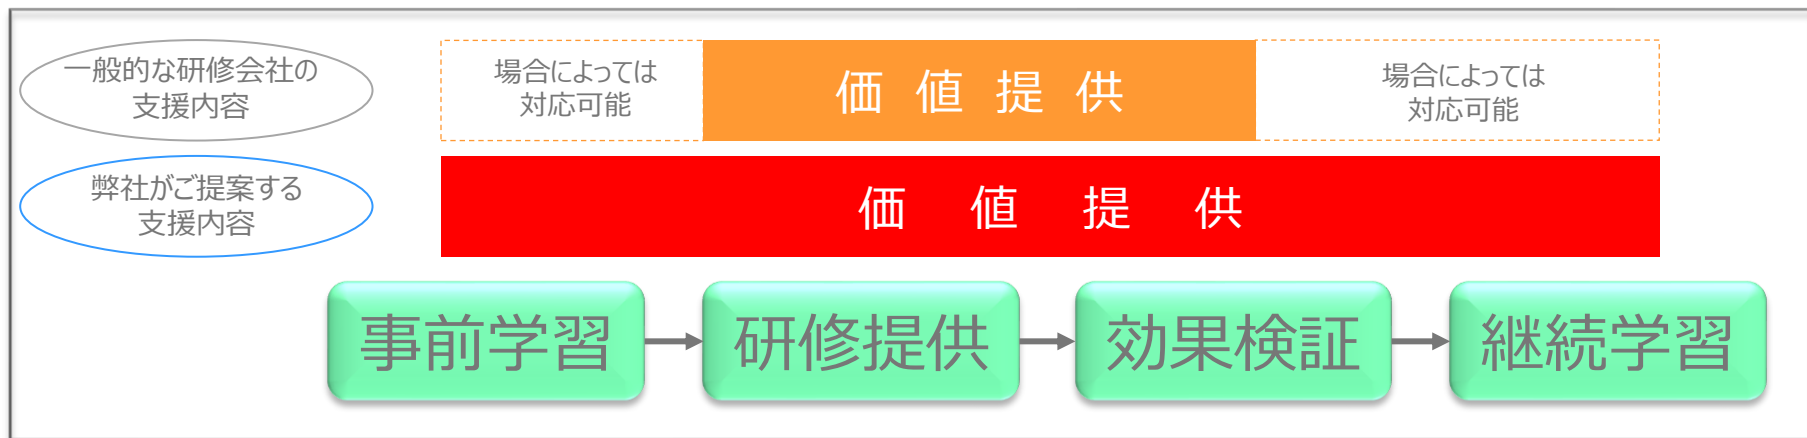 一般的な研修会社の
支援内容
場合によっては
対応可能
価値提供
場合によっては
対応可能
弊社がご提案する
支援内容
価値提供
事前学習
研修提供
効果検証
継続学習